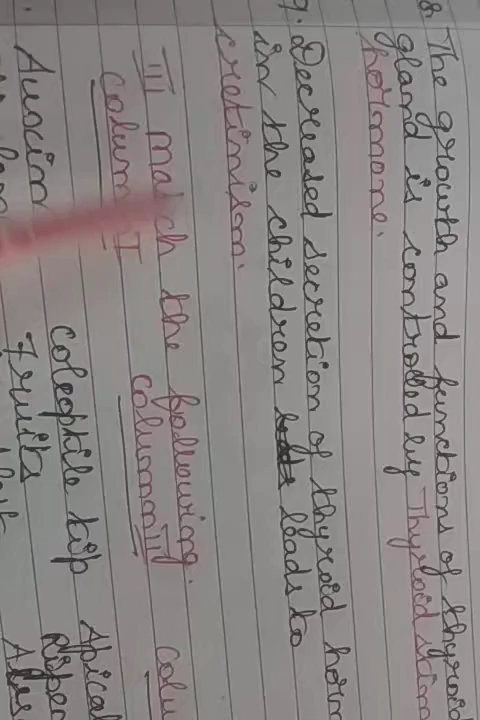 8. The growth and functions of thyroid
gland is controlled by Thyroid stim
hormone.
9. Decreased secretion of thyroid horm
in the children leads to
cretinism.
III match the following.
Column I column II colu
coleoptile tip Apical
Auxin Fruits Ripen